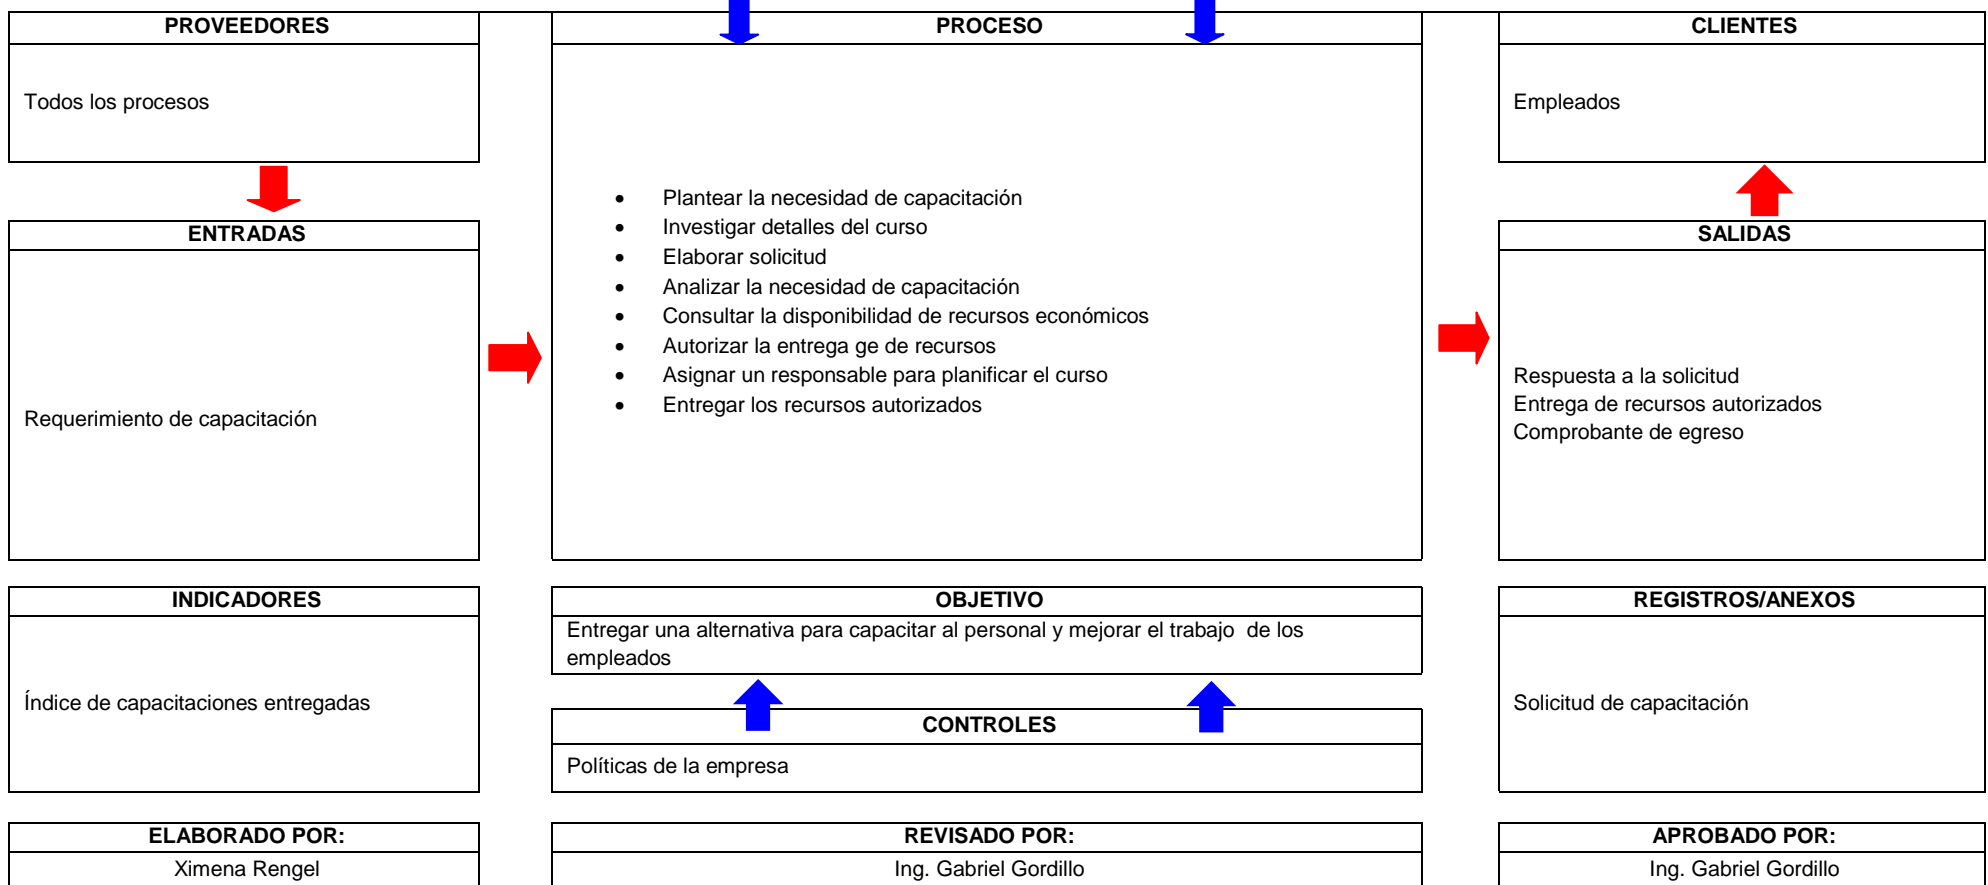 PROVEEDORES
Todos los procesos
ENTRADAS
Requerimiento de capacitación
PROCESO
• Plantear la necesidad de capacitación
• Investigar detalles del curso
• Elaborar solicitud
• Analizar la necesidad de capacitación
• Consultar la disponibilidad de recursos económicos
• Autorizar la entrega ge de recursos
• Asignar un responsable para planificar el curso
• Entregar los recursos autorizados
CLIENTES
Empleados
SALIDAS
Respuesta a la solicitud
Entrega de recursos autorizados
Comprobante de egreso
INDICADORES
Índice de capacitaciones entregadas
OBJETIVO
Entregar una alternativa para capacitar al personal y mejorar el trabajo  de los
empleados
CONTROLES
Políticas de la empresa
REGISTROS/ANEXOS
Solicitud de capacitación
ELABORADO POR:
Ximena Rengel
REVISADO POR:
Ing. Gabriel Gordillo
APROBADO POR:
Ing. Gabriel Gordillo